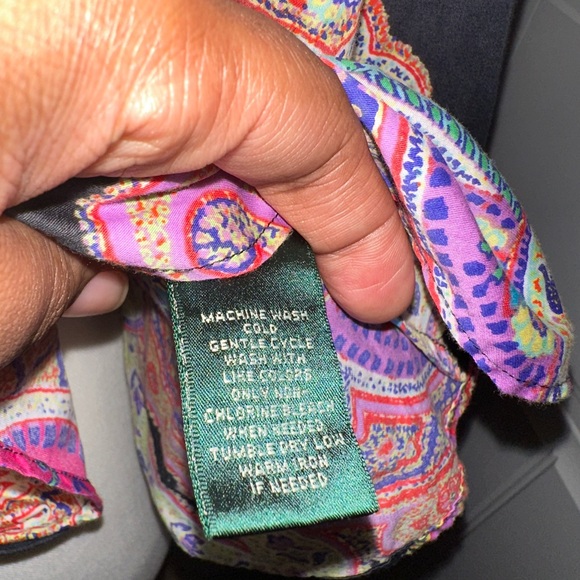 MACHINE WASH
COLD
GENTLE CYCLE
WASH WITH
LIKE COLORS
ONLY NON-
CHLORINE BLEACH
WHEN NEEDED
TUMBLE DRY LOW
WARM IRON
IF NEEDED